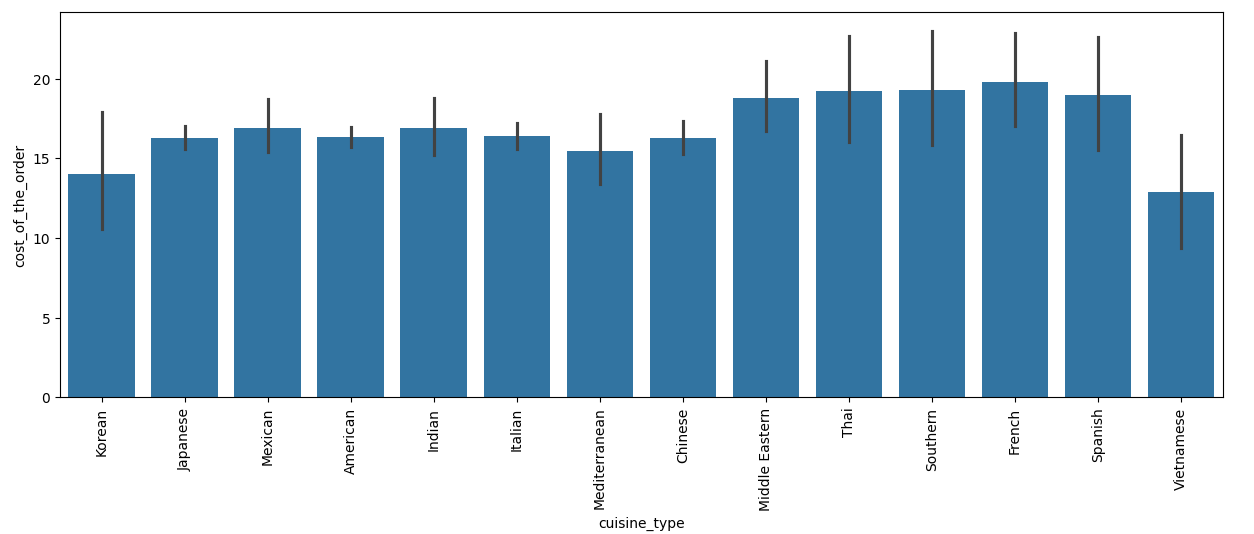 cost_of_the_order
20
15
10
5
0
Korean
Japanese
Mexican
American
Indian
Italian
Mediterranean
Chinese
Middle Eastern
Thai
Southern
French
Spanish
Vietnamese
cuisine_type